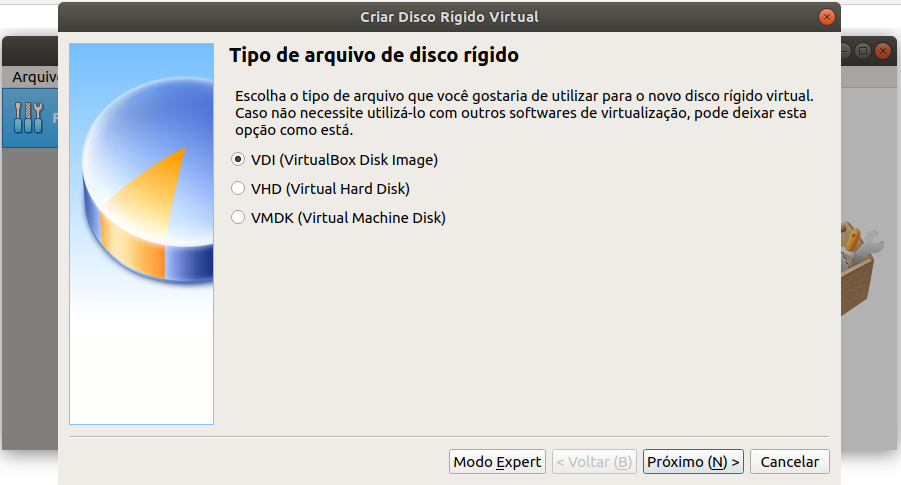 Criar Disco Rígido Virtual
Arquivo
Tipo de arquivo de disco rígido
Escolha o tipo de arquivo que você gostaria de utilizar para o novo disco rígido virtual.
Caso não necessite utilizá-lo com outros softwares de virtualização, pode deixar esta
opção como está.
VDI (VirtualBox Disk Image)
VHD (Virtual Hard Disk)
VMDK (Virtual Machine Disk)
Modo Expert < Voltar (B) Próximo (N) > Cancelar